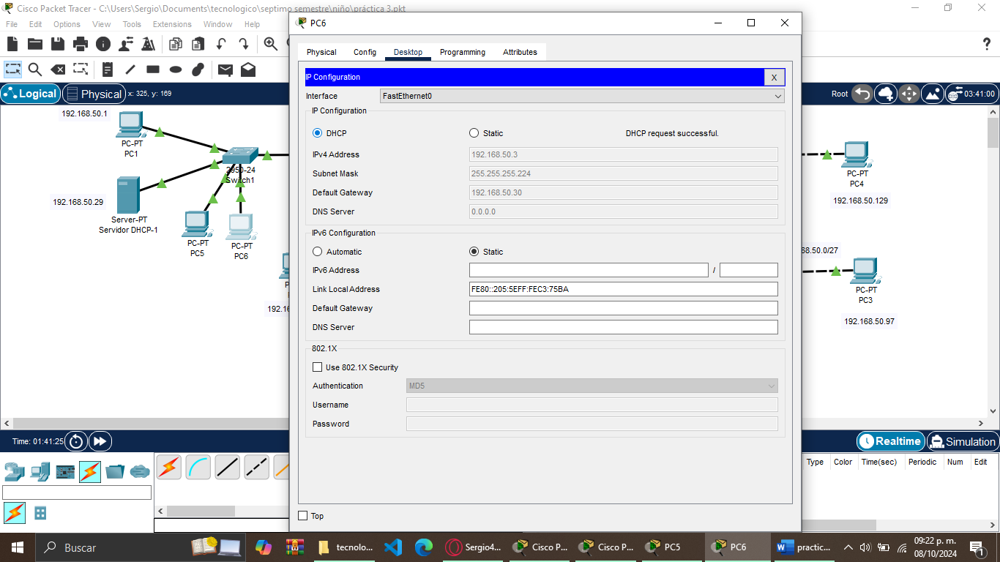 Cisco Packet Tracer - C:\Users\Sergio\Documents\tecnologico\septimo semestre\niño\práctica 3.pkt
File Edit Options View Tools Extensions Window Help
Logical Physical x: 325, y: 169
Root 03:41:00
192.168.50.1
PC-PT
PC1
2950-24
Switch1
192.168.50.29
Server-PT
Servidor DHCP-1
PC-PT
PC5
PC-PT
PC6
192.16
PC-PT
PC4
192.168.50.129
68.50.0/27
PC-PT
PC3
192.168.50.97
PC6
Physical Config Desktop Programming Attributes
IP Configuration X
Interface FastEthernet0
IP Configuration
DHCP Static DHCP request successful.
IPv4 Address 192.168.50.3
Subnet Mask 255.255.255.224
Default Gateway 192.168.50.30
DNS Server 0.0.0.0
IPv6 Configuration
Automatic Static
IPv6 Address /
Link Local Address FE80::205:5EFF:FEC3:75BA
Default Gateway
DNS Server
802.1X
Use 802.1X Security
Authentication MD5
Username
Password
Top
Time: 01:41:25
Realtime Simulation
Type Color Time(sec) Periodic Num Edit
Buscar
tecnolo... Sergio4... Cisco P... Cisco P... PC5 PC6 practic...
09:22 p. m.
08/10/2024
1